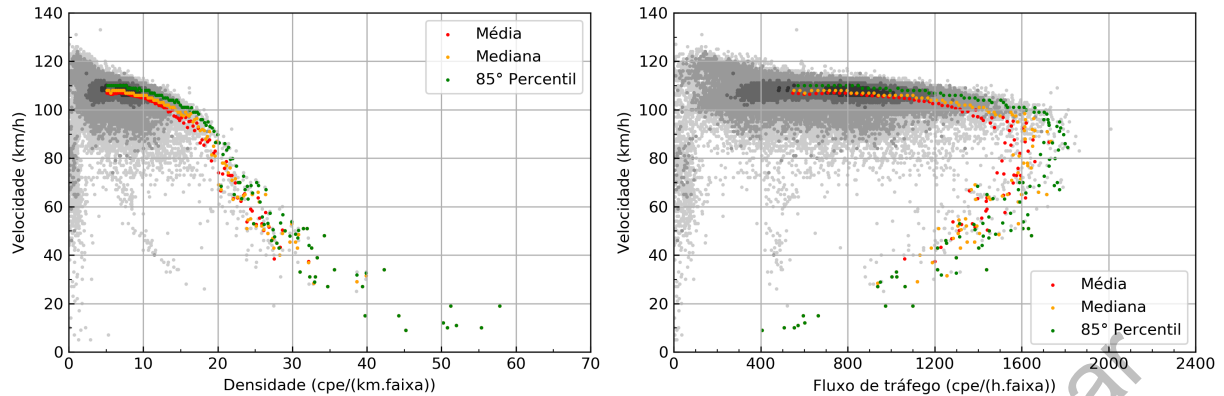 140
120
100
80
60
40
20
0
Velocidade (km/h)
0 10 20 30 40 50 60 70
Densidade (cpe/(km.faixa))
Média
Mediana
85° Percentil
140
120
100
80
60
40
20
0
Velocidade (km/h)
0 400 800 1200 1600 2000 2400
Fluxo de tráfego (cpe/(h.faixa))
Média
Mediana
85° Percentil
ar